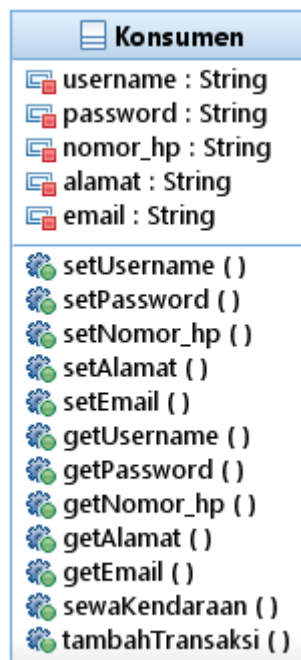 Konsumen
username : String
password : String
nomor_hp : String
alamat : String
email : String
setUsername ( )
setPassword ( )
setNomor_hp ( )
setAlamat ( )
setEmail ( )
getUsername ( )
getPassword ( )
getNomor_hp ( )
getAlamat ( )
getEmail ( )
sewaKendaraan ( )
tambahTransaksi ( )